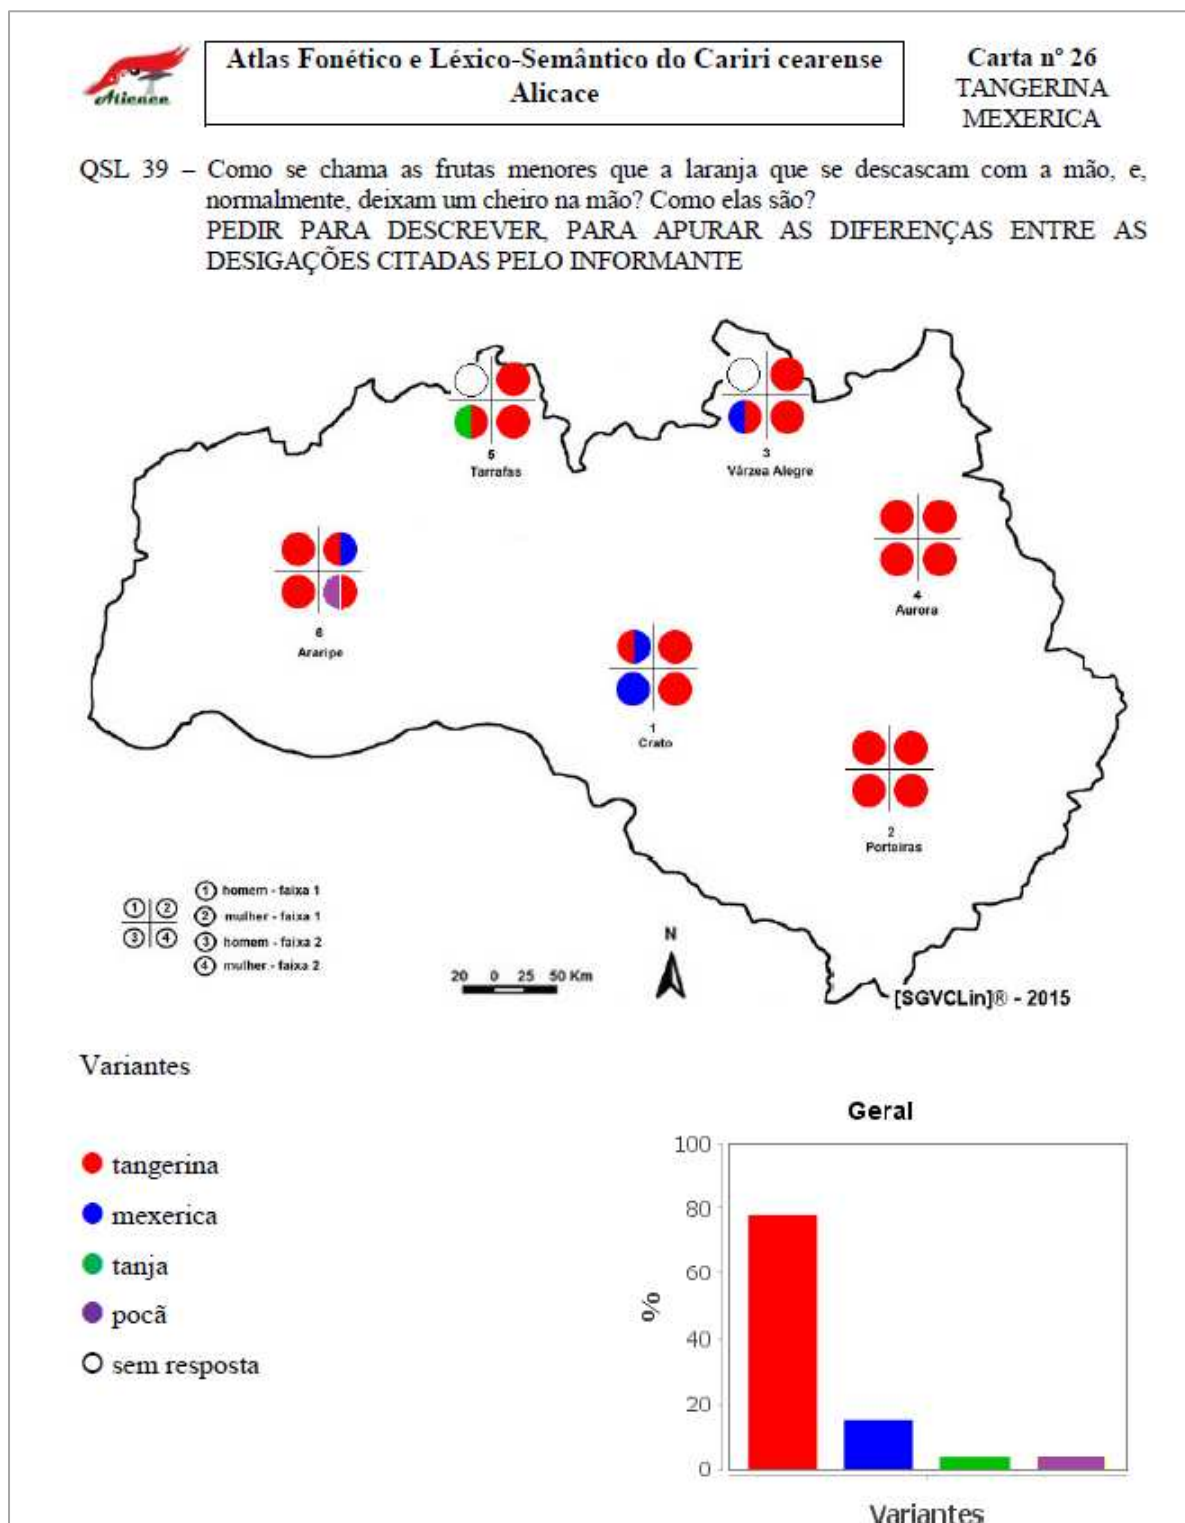 Aticace
Atlas Fonético e Léxico-Semântico do Cariri cearense
Alicace
Carta nº 26
TANGERINA
MEXERICA
QSL 39 – Como se chama as frutas menores que a laranja que se descascam com a mão, e,
normalmente, deixam um cheiro na mão? Como elas são?
PEDIR PARA DESCREVER, PARA APURAR AS DIFERENÇAS ENTRE AS
DESIGAÇÕES CITADAS PELO INFORMANTE
5
Tarrafas
3
Várzea Alegre
4
Aurora
6
Araripe
1
Crato
2
Porteiras
1 2
3 4
1 homem - faixa 1
2 mulher - faixa 1
3 homem - faixa 2
4 mulher - faixa 2
20 0 25 50 Km
N
[SGVCLin]® - 2015
Variantes
tangerina
mexerica
tanja
pocã
sem resposta
Geral
100
80
60
40
20
0
%
Variantes